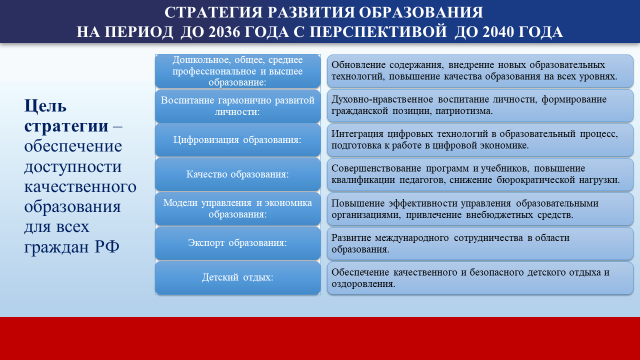 СТРАТЕГИЯ РАЗВИТИЯ ОБРАЗОВАНИЯ
НА ПЕРИОД ДО 2036 ГОДА С ПЕРСПЕКТИВОЙ ДО 2040 ГОДА
Цель
стратегии –
обеспечение
доступности
качественного
образования
для всех
граждан РФ
Дошкольное, общее, среднее
профессиональное и высшее
образование:
Обновление содержания, внедрение новых образовательных
технологий, повышение качества образования на всех уровнях.
Воспитание гармонично развитой
личности:
Духовно-нравственное воспитание личности, формирование
гражданской позиции, патриотизма.
Цифровизация образования:
Интеграция цифровых технологий в образовательный процесс,
подготовка к работе в цифровой экономике.
Качество образования:
Совершенствование программ и учебников, повышение
квалификации педагогов, снижение бюрократической нагрузки.
Модели управления и экономика
образования:
Повышение эффективности управления образовательными
организациями, привлечение внебюджетных средств.
Экспорт образования:
Развитие международного сотрудничества в области
образования.
Детский отдых:
Обеспечение качественного и безопасного детского отдыха и
оздоровления.